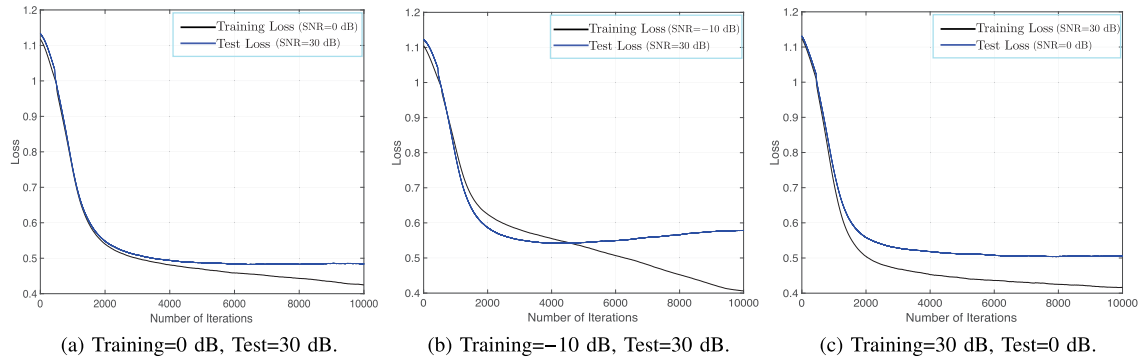 Training Loss (SNR=0 dB)
Test Loss (SNR=30 dB)
Loss
1.2
1.1
1
0.9
0.8
0.7
0.6
0.5
0.4
0 2000 4000 6000 8000 10000
Number of Iterations
(a) Training=0 dB, Test=30 dB.
Training Loss (SNR=−10 dB)
Test Loss (SNR=30 dB)
Loss
1.2
1.1
1
0.9
0.8
0.7
0.6
0.5
0.4
0 2000 4000 6000 8000 10000
Number of Iterations
(b) Training=−10 dB, Test=30 dB.
Training Loss (SNR=30 dB)
Test Loss (SNR=0 dB)
Loss
1.2
1.1
1
0.9
0.8
0.7
0.6
0.5
0.4
0 2000 4000 6000 8000 10000
Number of Iterations
(c) Training=30 dB, Test=0 dB.